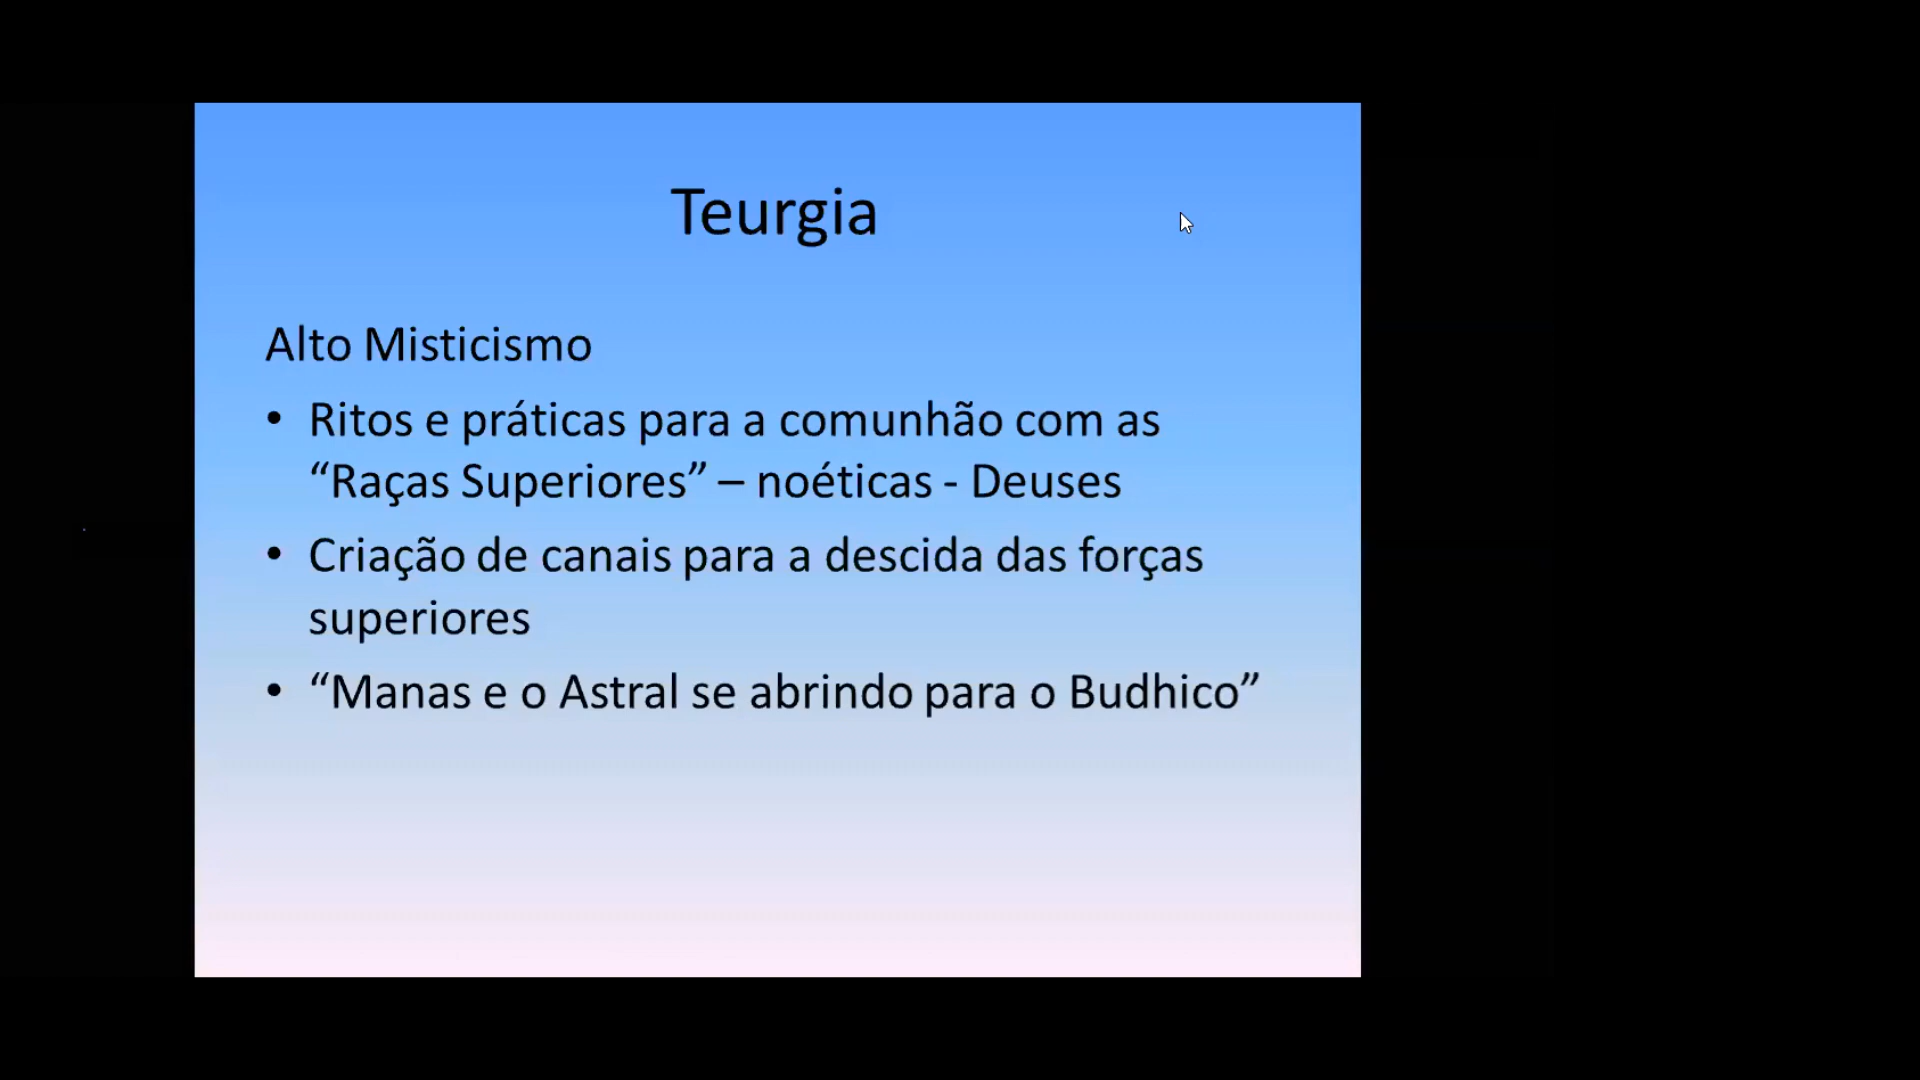 Teurgia
Alto Misticismo
• Ritos e práticas para a comunhão com as
“Raças Superiores” – noéticas - Deuses
• Criação de canais para a descida das forças
superiores
• “Manas e o Astral se abrindo para o Budhico”